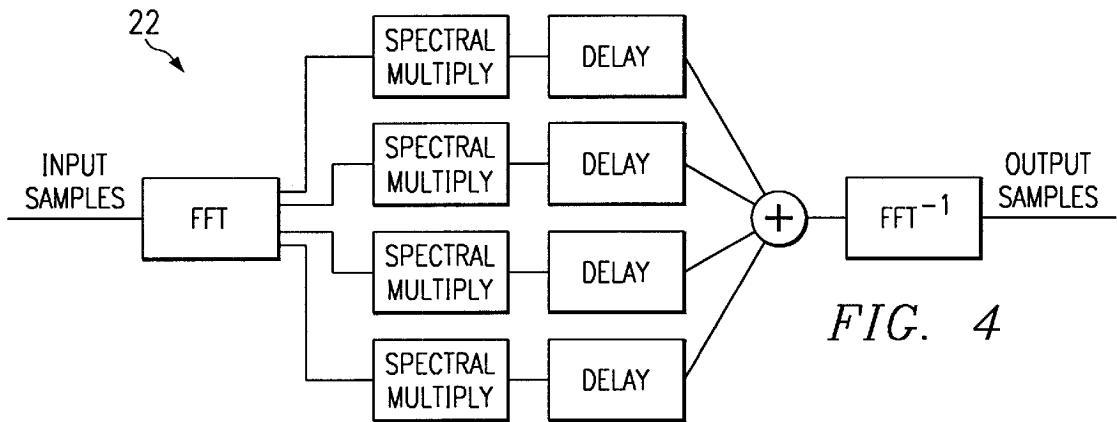 22
SPECTRAL
MULTIPLY
DELAY
SPECTRAL
MULTIPLY
DELAY
INPUT
SAMPLES
FFT
+
FFT⁻¹
OUTPUT
SAMPLES
SPECTRAL
MULTIPLY
DELAY
FIG. 4
SPECTRAL
MULTIPLY
DELAY